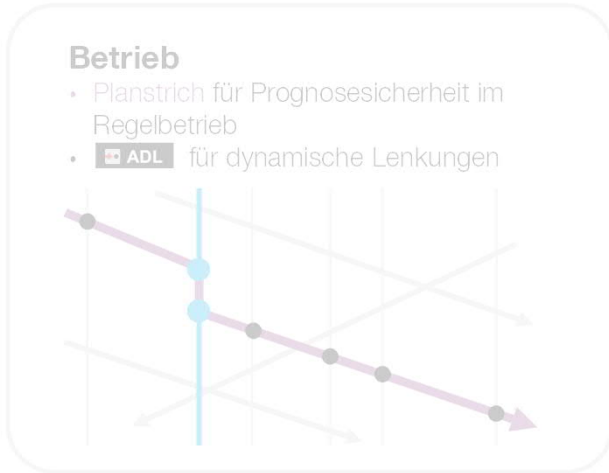 Betrieb
• Planstrich für Prognosesicherheit im
Regelbetrieb
• ADL für dynamische Lenkungen